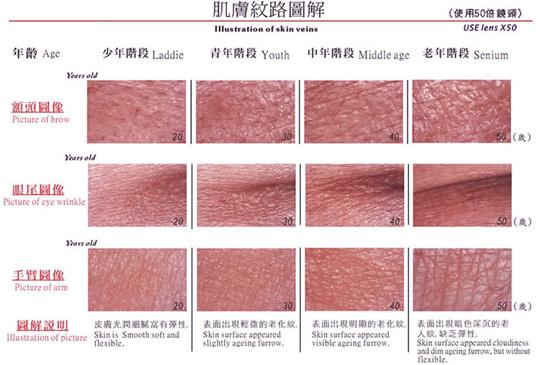 肌膚紋路圖解
(使用50倍鏡頭)
Illustration of skin veins
USE lens X50
年齡 Age
少年階段 Laddie
青年階段 Youth
中年階段 Middle age
老年階段 Senium
Years old
額頭圖像
Picture of brow
20
30
40
50 (歲)
Years old
眼尾圖像
Picture of eye wrinkle
20
30
40
50 (歲)
Years old
手臂圖像
Picture of arm
20
30
40
50 (歲)
圖解説明
Illustration of picture
皮膚光潤細膩富有彈性.
Skin is Smooth soft and
flexible.
表面出現輕微的老化紋.
Skin surface appeared
slightly ageing furrow.
表面出現明顯的老化紋.
Skin surface appeared
visible ageing furrow.
表面出現暗色深沉的老
人紋.缺乏彈性.
Skin surface appeared cloudiness
and dim ageing furrow, but without
flexible.